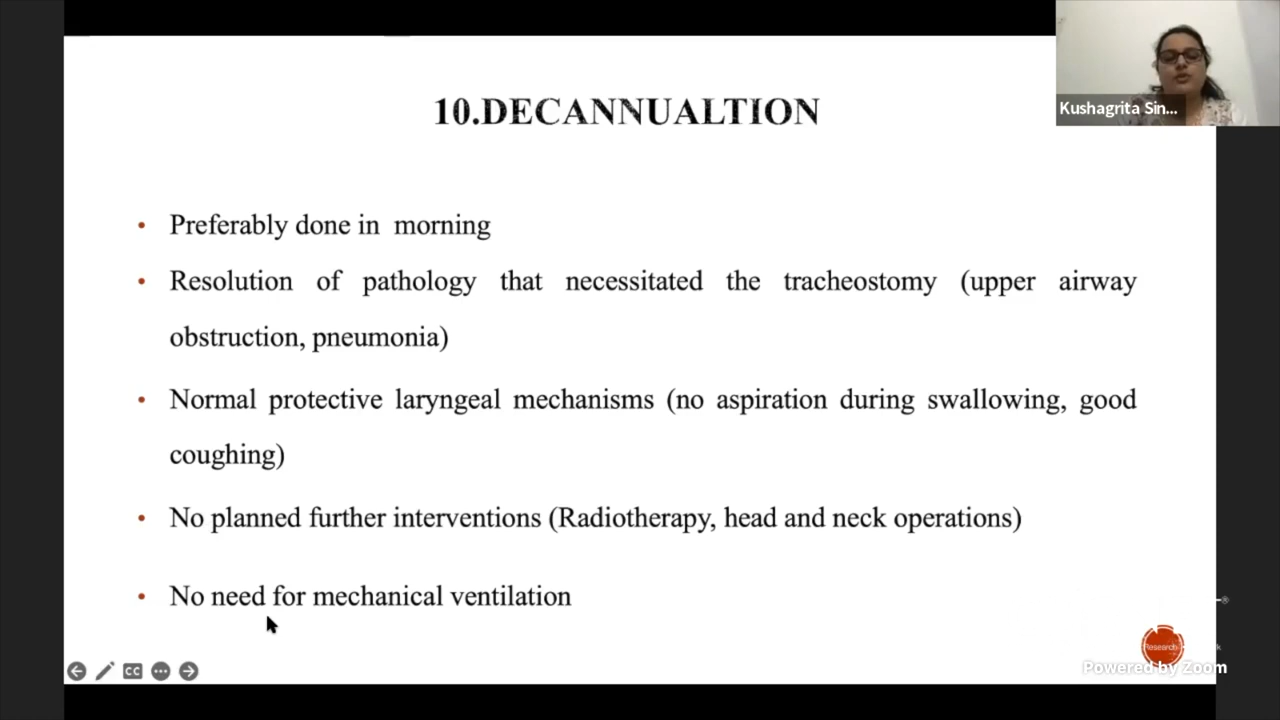 10.DECANNUALTION
Kushagrita Sin...
Preferably done in morning
Resolution of pathology that necessitated the tracheostomy (upper airway
obstruction, pneumonia)
Normal protective laryngeal mechanisms (no aspiration during swallowing, good
coughing)
No planned further interventions (Radiotherapy, head and neck operations)
No need for mechanical ventilation
CC
Research
Powered by Zoom